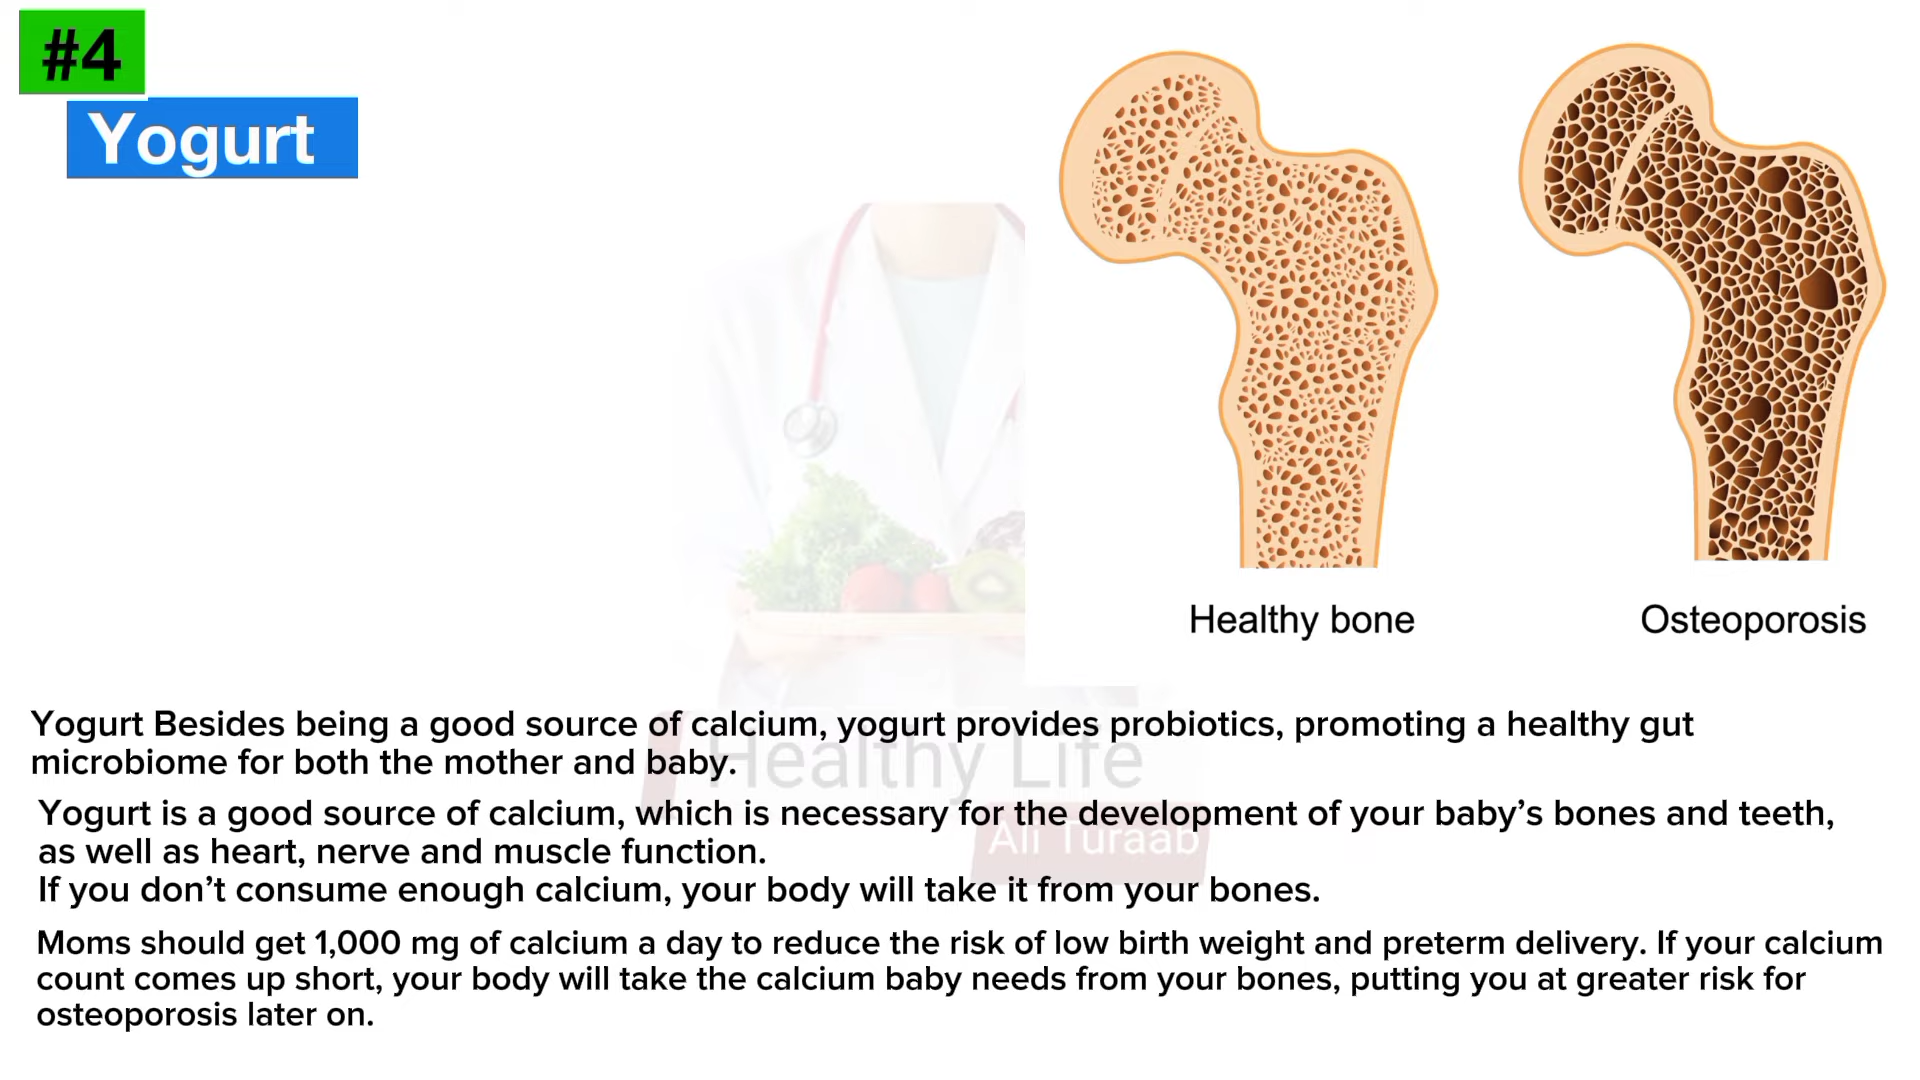 #4
Yogurt
Healthy bone
Osteoporosis
Yogurt Besides being a good source of calcium, yogurt provides probiotics, promoting a healthy gut
microbiome for both the mother and baby.
Healthy Life
Yogurt is a good source of calcium, which is necessary for the development of your baby’s bones and teeth,
as well as heart, nerve and muscle function.
Ali Turaab
If you don’t consume enough calcium, your body will take it from your bones.
Moms should get 1,000 mg of calcium a day to reduce the risk of low birth weight and preterm delivery. If your calcium
count comes up short, your body will take the calcium baby needs from your bones, putting you at greater risk for
osteoporosis later on.